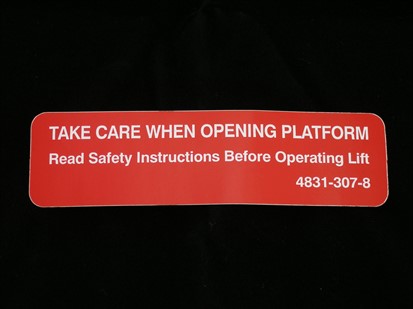 TAKE CARE WHEN OPENING PLATFORM
Read Safety Instructions Before Operating Lift
4831-307-8